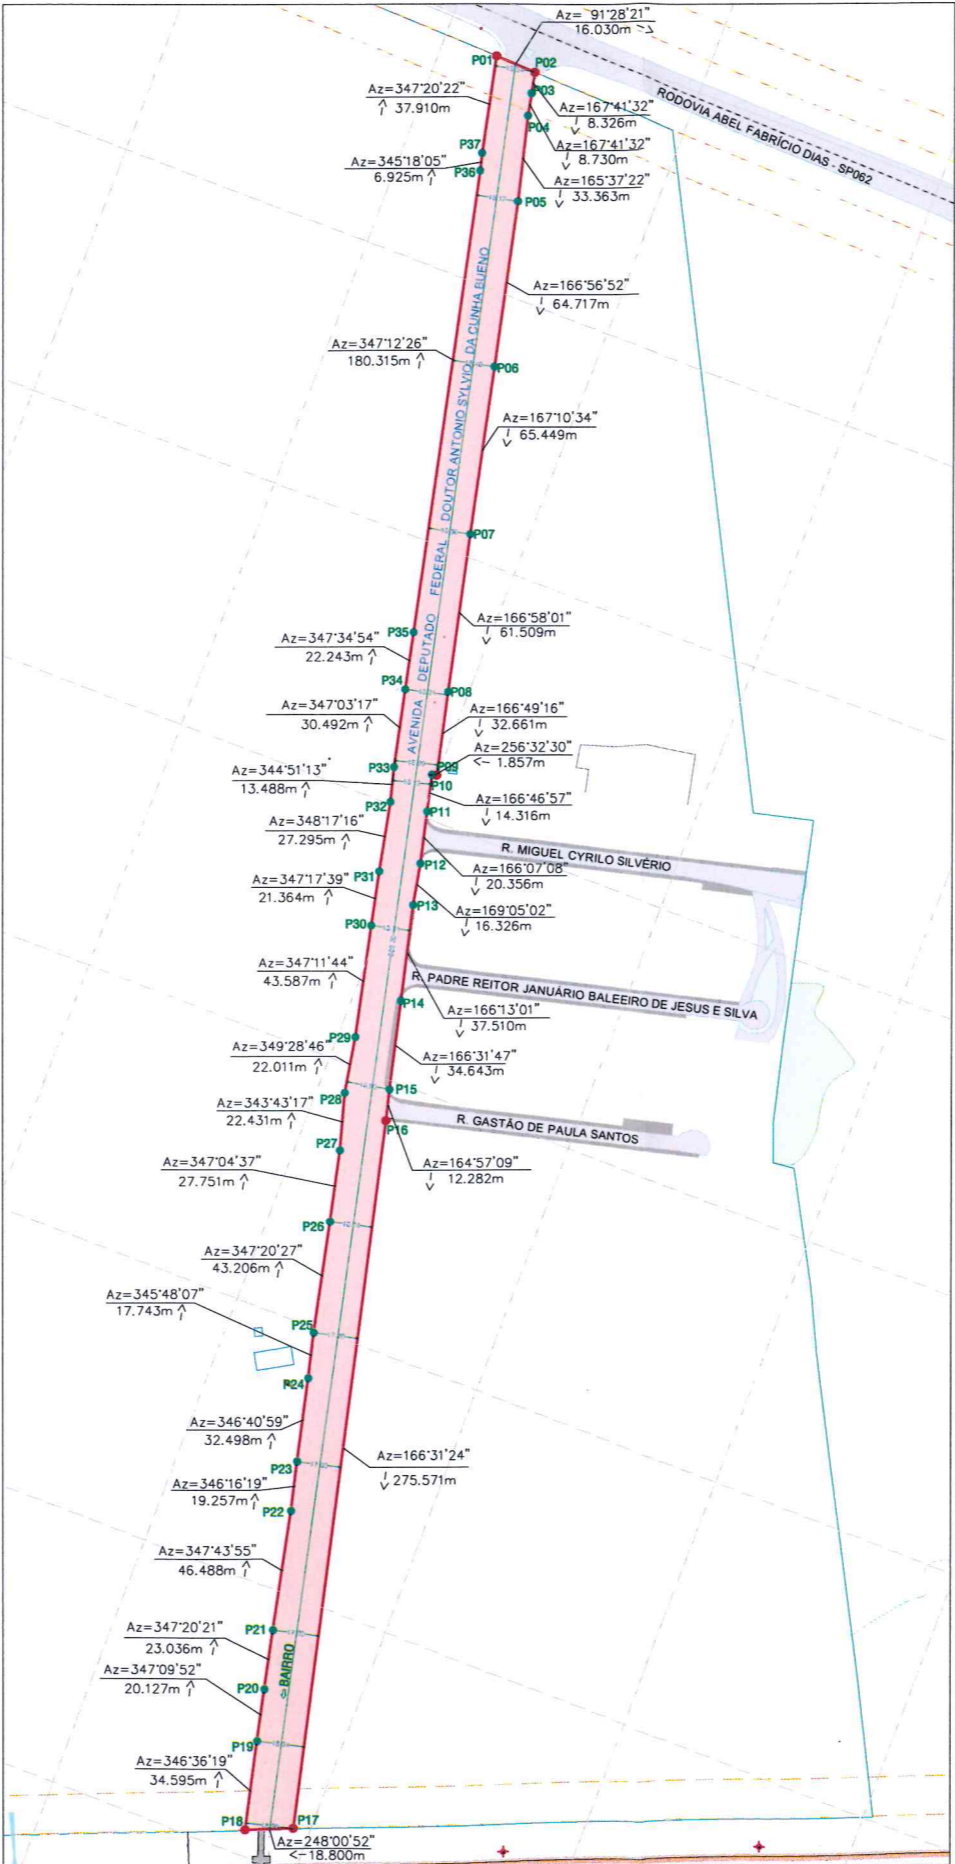 Az= 91°28'21"
16.030m
P01
P02
Az=347°20'22"
37.910m
P03
Az=167°41'32"
8.326m
RODOVIA ABEL FABRÍCIO DIAS - SP062
P04
Az=167°41'32"
8.730m
P37
Az=345°18'05"
6.925m
P36
Az=165°37'22"
33.363m
P05
Az=166°56'52"
64.717m
Az=347°12'26"
180.315m
P06
AVENIDA DEPUTADO FEDERAL DOUTOR ANTONIO SYLVIO DA CUNHA BUENO
Az=167°10'34"
65.449m
P07
Az=166°58'01"
61.509m
P35
Az=347°34'54"
22.243m
P34
P08
Az=347°03'17"
30.492m
Az=166°49'16"
32.661m
Az=256°32'30"
<- 1.857m
P33
P09
Az=344°51'13"
13.488m
P10
Az=166°46'57"
14.316m
P32
P11
Az=348°17'16"
27.295m
R. MIGUEL CYRILO SILVÉRIO
P12
Az=166°07'08"
20.356m
P31
Az=347°17'39"
21.364m
P13
Az=169°05'02"
16.326m
P30
Az=347°11'44"
43.587m
R. PADRE REITOR JANUÁRIO BALEEIRO DE JESUS E SILVA
P14
Az=166°13'01"
37.510m
P29
Az=349°28'46"
22.011m
Az=166°31'47"
34.643m
P28
P15
Az=343°43'17"
22.431m
P16
R. GASTÃO DE PAULA SANTOS
P27
Az=164°57'09"
12.282m
Az=347°04'37"
27.751m
P26
Az=347°20'27"
43.206m
Az=345°48'07"
17.743m
P25
P24
Az=346°40'59"
32.498m
Az=166°31'24"
275.571m
P23
Az=346°16'19"
19.257m
P22
Az=347°43'55"
46.488m
P21
Az=347°20'21"
23.036m
BAIRRO
Az=347°09'52"
20.127m
P20
P19
Az=346°36'19"
34.595m
P18
P17
Az=248°00'52"
<-18.800m